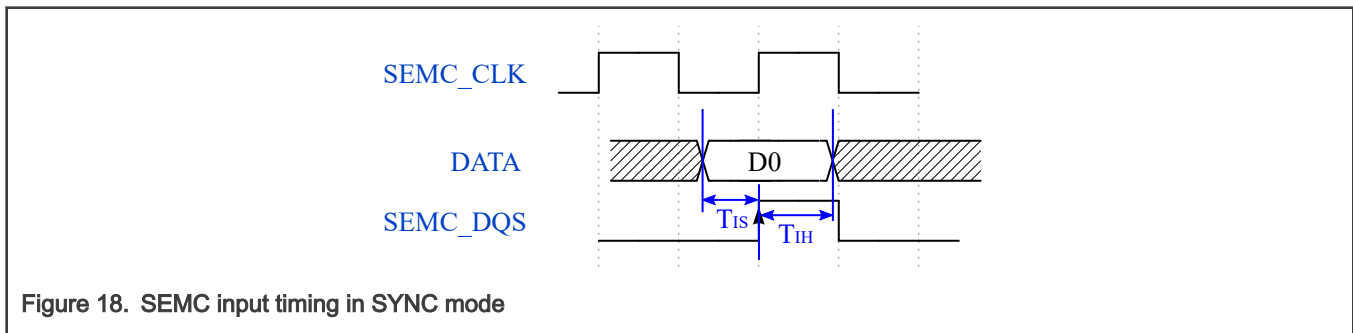 SEMC_CLK
DATA
D0
SEMC_DQS
TIS
TIH
Figure 18. SEMC input timing in SYNC mode